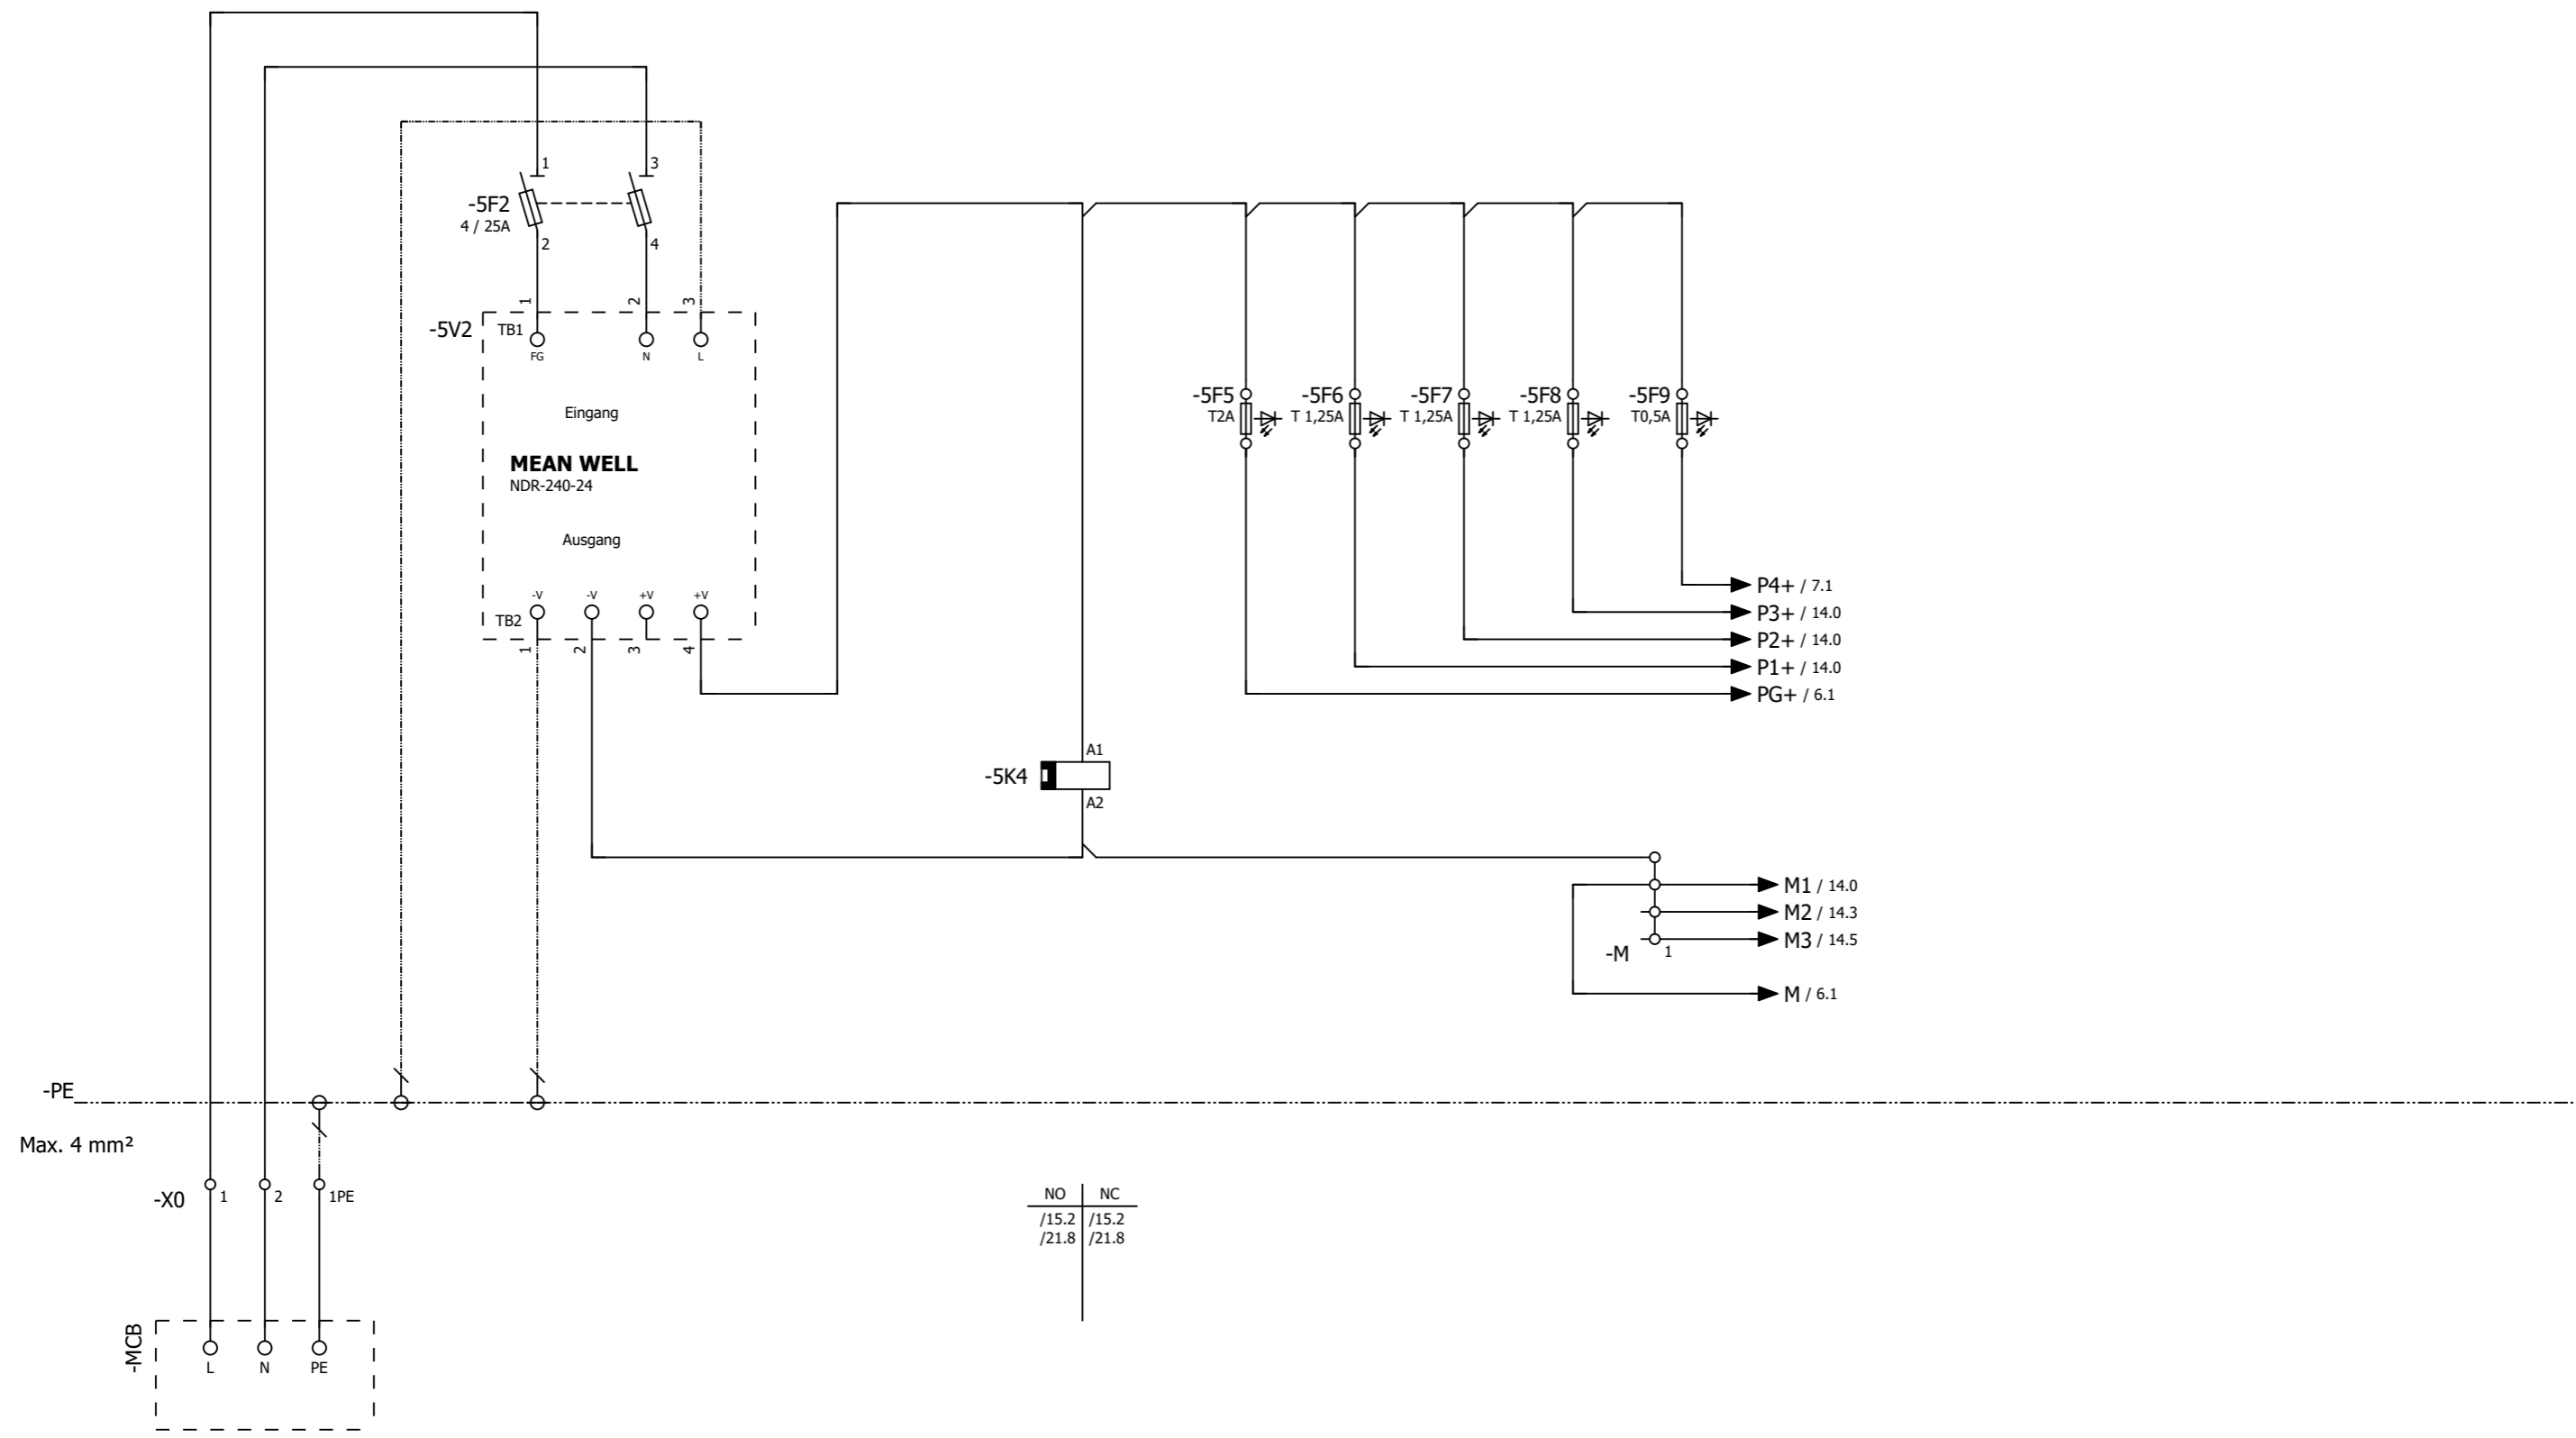 1
3
-5F2
4 / 25A
2
4
1
2
3
-5V2
TB1
FG
N
L
Eingang
MEAN WELL
NDR-240-24
Ausgang
-V
-V
+V
+V
TB2
1
2
3
4
-5F5
T2A
-5F6
T 1,25A
-5F7
T 1,25A
-5F8
T 1,25A
-5F9
T0,5A
P4+ / 7.1
P3+ / 14.0
P2+ / 14.0
P1+ / 14.0
PG+ / 6.1
A1
-5K4
A2
M1 / 14.0
M2 / 14.3
M3 / 14.5
-M
1
M / 6.1
-PE
Max. 4 mm²
-X0
1
2
1PE
NO NC
/15.2 /15.2
/21.8 /21.8
-MCB
L
N
PE